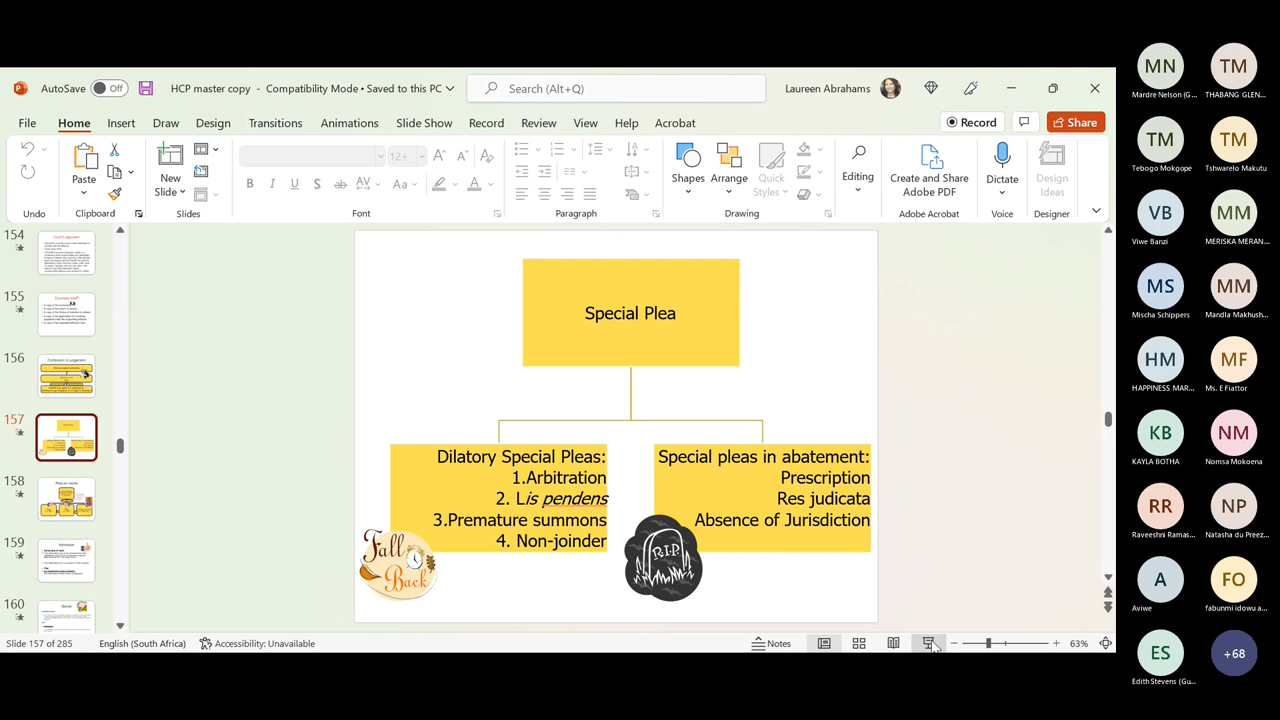 AutoSave Off HCP master copy - Compatibility Mode • Saved to this PC Search (Alt+Q) Laureen Abrahams
File Home Insert Draw Design Transitions Animations Slide Show Record Review View Help Acrobat Record Share
Paste New Slide 12+ B I U S ab AV Aa A Shapes Arrange Quick Styles Editing Create and Share Adobe PDF Dictate Design Ideas
Undo Clipboard Slides Font Paragraph Drawing Adobe Acrobat Voice Designer
154
155
156
157
158
159
160
Special Plea
Dilatory Special Pleas:
1.Arbitration
2. Lis pendens
3.Premature summons
4. Non-joinder
Special pleas in abatement:
Prescription
Res judicata
Absence of Jurisdiction
Fall
Back
R.I.P
Slide 157 of 285 English (South Africa) Accessibility: Unavailable Notes 63%
MN TM
Mardre Nelson (G... THABANG GLEN...
TM TM
Tebogo Mokgope Tshwarelo Makutu
VB MM
Viwe Banzi MERISKA MERAN...
MS MM
Mischa Schippers Mandla Makhush...
HM MF
HAPPINESS MAR... Ms. E Fiattor
KB NM
KAYLA BOTHA Nomsa Mokoena
RR NP
Raveeshni Ramas... Natasha du Preez...
A FO
Aviwe fabunmi idowu a...
ES +68
Edith Stevens (Gu...